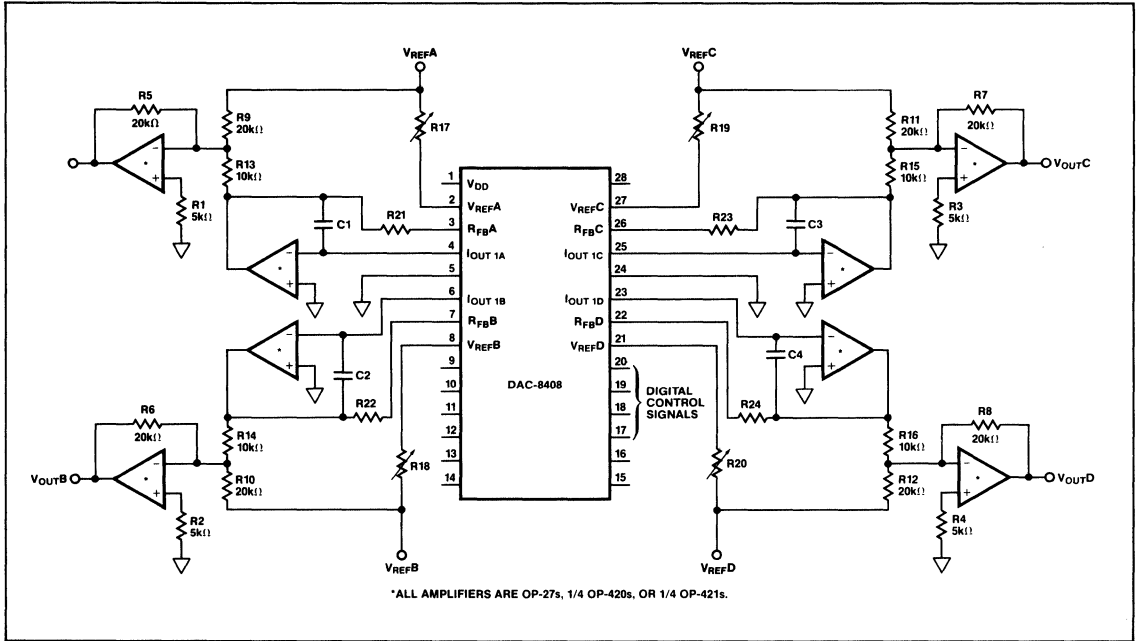 VREFA
VREFC
R5
20kΩ
R9
20kΩ
R17
R19
R11
20kΩ
R7
20kΩ
-
*
+
R13
10kΩ
R15
10kΩ
-
*
+
VOUTC
R1
5kΩ
R3
5kΩ
C1
R21
R23
C3
-
*
+
-
*
+
1 VDD 28
2 VREFA VREFC 27
3 RFBA RFBC 26
4 IOUT 1A IOUT 1C 25
5 24
6 IOUT 1B IOUT 1D 23
7 RFBB RFBD 22
8 VREFB VREFD 21
9 20
10 DAC-8408 19
11 18
12 17
13 16
14 15
DIGITAL
CONTROL
SIGNALS
-
*
+
-
*
+
C2
R22
C4
R24
R6
20kΩ
R14
10kΩ
R16
10kΩ
R8
20kΩ
VOUTB
-
*
+
R10
20kΩ
R18
R20
R12
20kΩ
-
*
+
VOUTD
R2
5kΩ
R4
5kΩ
VREFB
VREFD
*ALL AMPLIFIERS ARE OP-27s, 1/4 OP-420s, OR 1/4 OP-421s.